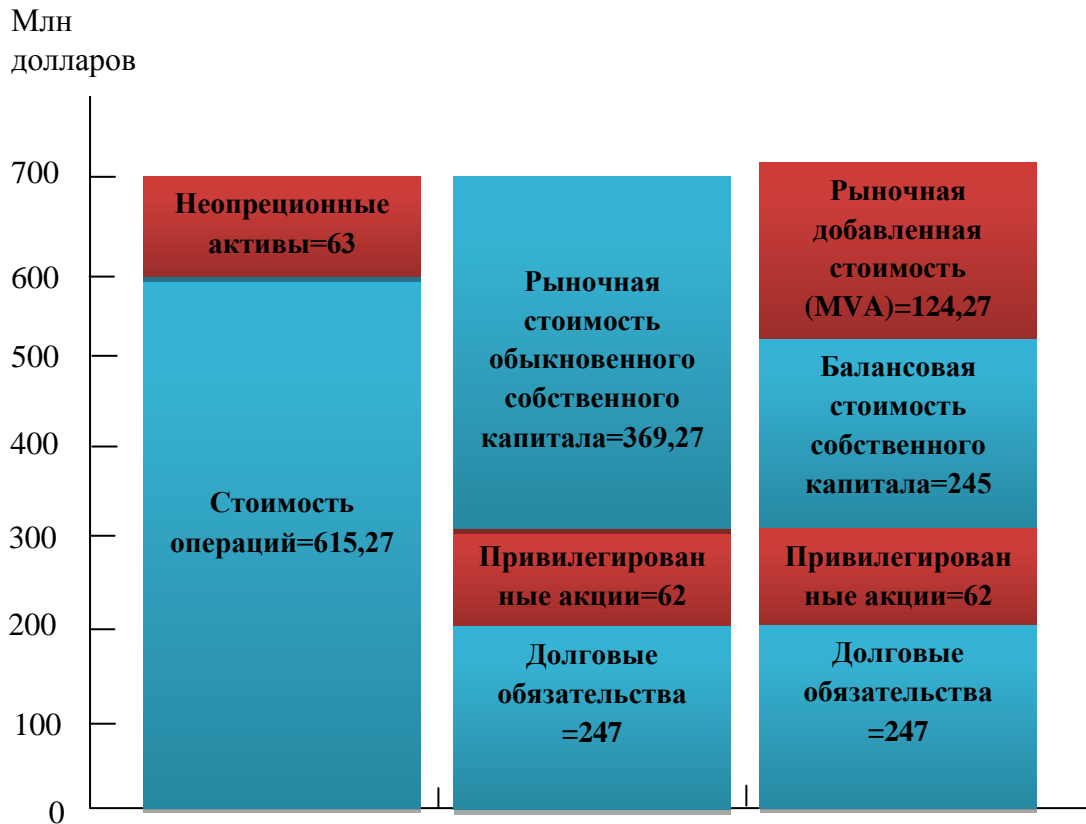 Млн
долларов
700
600
500
400
300
200
100
0
Неопреционные
активы=63
Стоимость
операций=615,27
Рыночная
стоимость
обыкновенного
собственного
капитала=369,27
Привилегирован
ные акции=62
Долговые
обязательства
=247
Рыночная
добавленная
стоимость
(MVA)=124,27
Балансовая
стоимость
собственного
капитала=245
Привилегирован
ные акции=62
Долговые
обязательства
=247